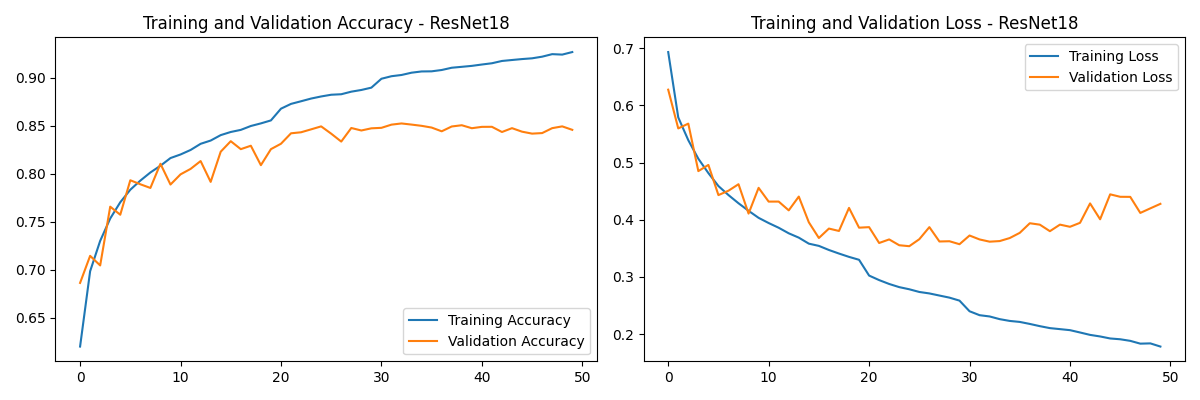 Training and Validation Accuracy - ResNet18
0.90
0.85
0.80
0.75
0.70
0.65
Training Accuracy
Validation Accuracy
0 10 20 30 40 50
Training and Validation Loss - ResNet18
0.7
0.6
0.5
0.4
0.3
0.2
Training Loss
Validation Loss
0 10 20 30 40 50